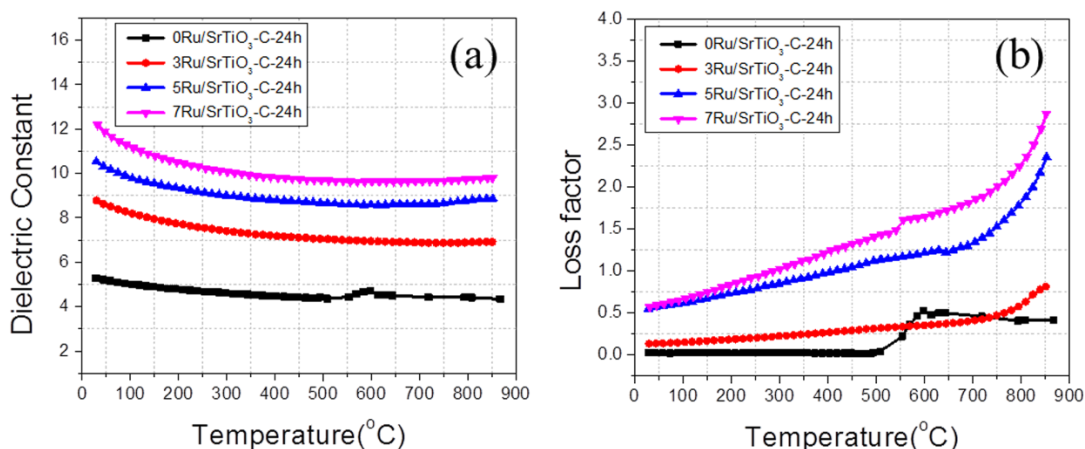 (a)
0Ru/SrTiO₃-C-24h
3Ru/SrTiO₃-C-24h
5Ru/SrTiO₃-C-24h
7Ru/SrTiO₃-C-24h
Dielectric Constant
16
14
12
10
8
6
4
2
0 100 200 300 400 500 600 700 800 900
Temperature(°C)
(b)
0Ru/SrTiO₃-C-24h
3Ru/SrTiO₃-C-24h
5Ru/SrTiO₃-C-24h
7Ru/SrTiO₃-C-24h
Loss factor
4.0
3.5
3.0
2.5
2.0
1.5
1.0
0.5
0.0
0 100 200 300 400 500 600 700 800 900
Temperature(°C)